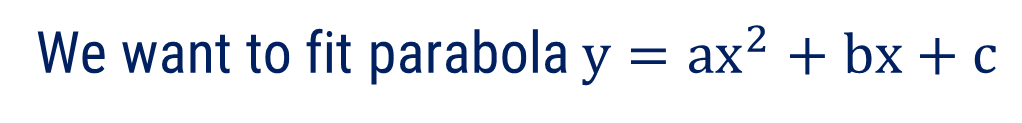 We want to fit parabola y = ax² + bx + c